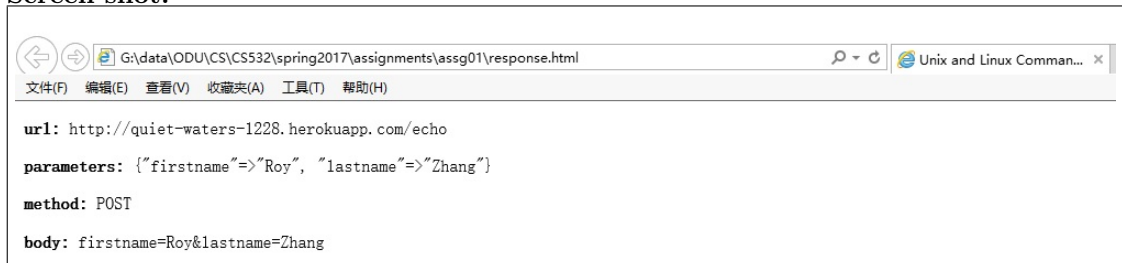 Screen shot:
G:\data\ODU\CS\CS532\spring2017\assignments\assg01\response.html
Unix and Linux Comman...
文件(F) 编辑(E) 查看(V) 收藏夹(A) 工具(T) 帮助(H)
url: http://quiet-waters-1228.herokuapp.com/echo
parameters: {"firstname"=>"Roy", "lastname"=>"Zhang"}
method: POST
body: firstname=Roy&lastname=Zhang